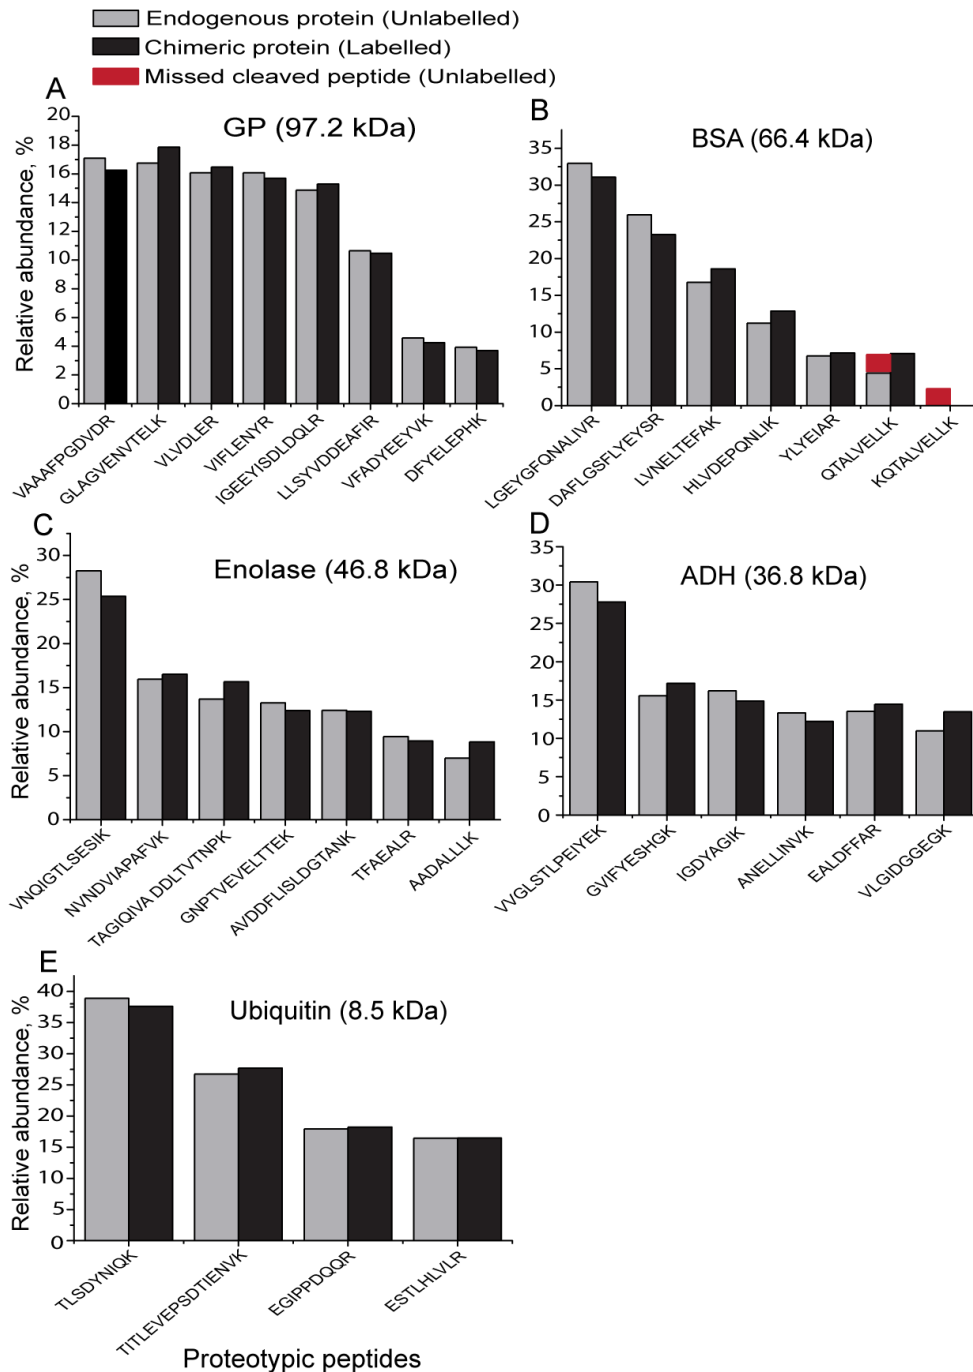 Endogenous protein (Unlabelled)
Chimeric protein (Labelled)
Missed cleaved peptide (Unlabelled)
A
GP (97.2 kDa)
Relative abundance, %
20
18
16
14
12
10
8
6
4
2
0
VAAAFPGDVDR
GLAGVENVTELK
VLVDLER
VIFLENYR
IGEEYISDLDQLR
LLSYVDDEAFIR
VFADYEEYVK
DFYELEPHK
B
BSA (66.4 kDa)
35
30
25
20
15
10
5
0
LGEYGFQNALIVR
DAFLGSFLYEYSR
LVNELTEFAK
HLVDEPQNLIK
YLYEIAR
QTALVELLK
KQTALVELLK
C
Enolase (46.8 kDa)
Relative abundance, %
30
25
20
15
10
5
0
VNQIGTLSESIK
NVNDVIAPAFVK
TAGIQIVADDLTVTNPK
GNPTVEVELTTEK
AVDDFLISLDGTANK
TFAEALR
AADALLLK
D
ADH (36.8 kDa)
35
30
25
20
15
10
5
0
VVGLSTLPEIYEK
GVIFYESHGK
IGDYAGIK
ANELLINVK
EALDFFAR
VLGIDGGEGK
E
Ubiquitin (8.5 kDa)
Relative abundance, %
40
35
30
25
20
15
10
5
0
TLSDYNIQK
TITLEVEPSDTIENVK
EGIPPDQQR
ESTLHLVLR
Proteotypic peptides